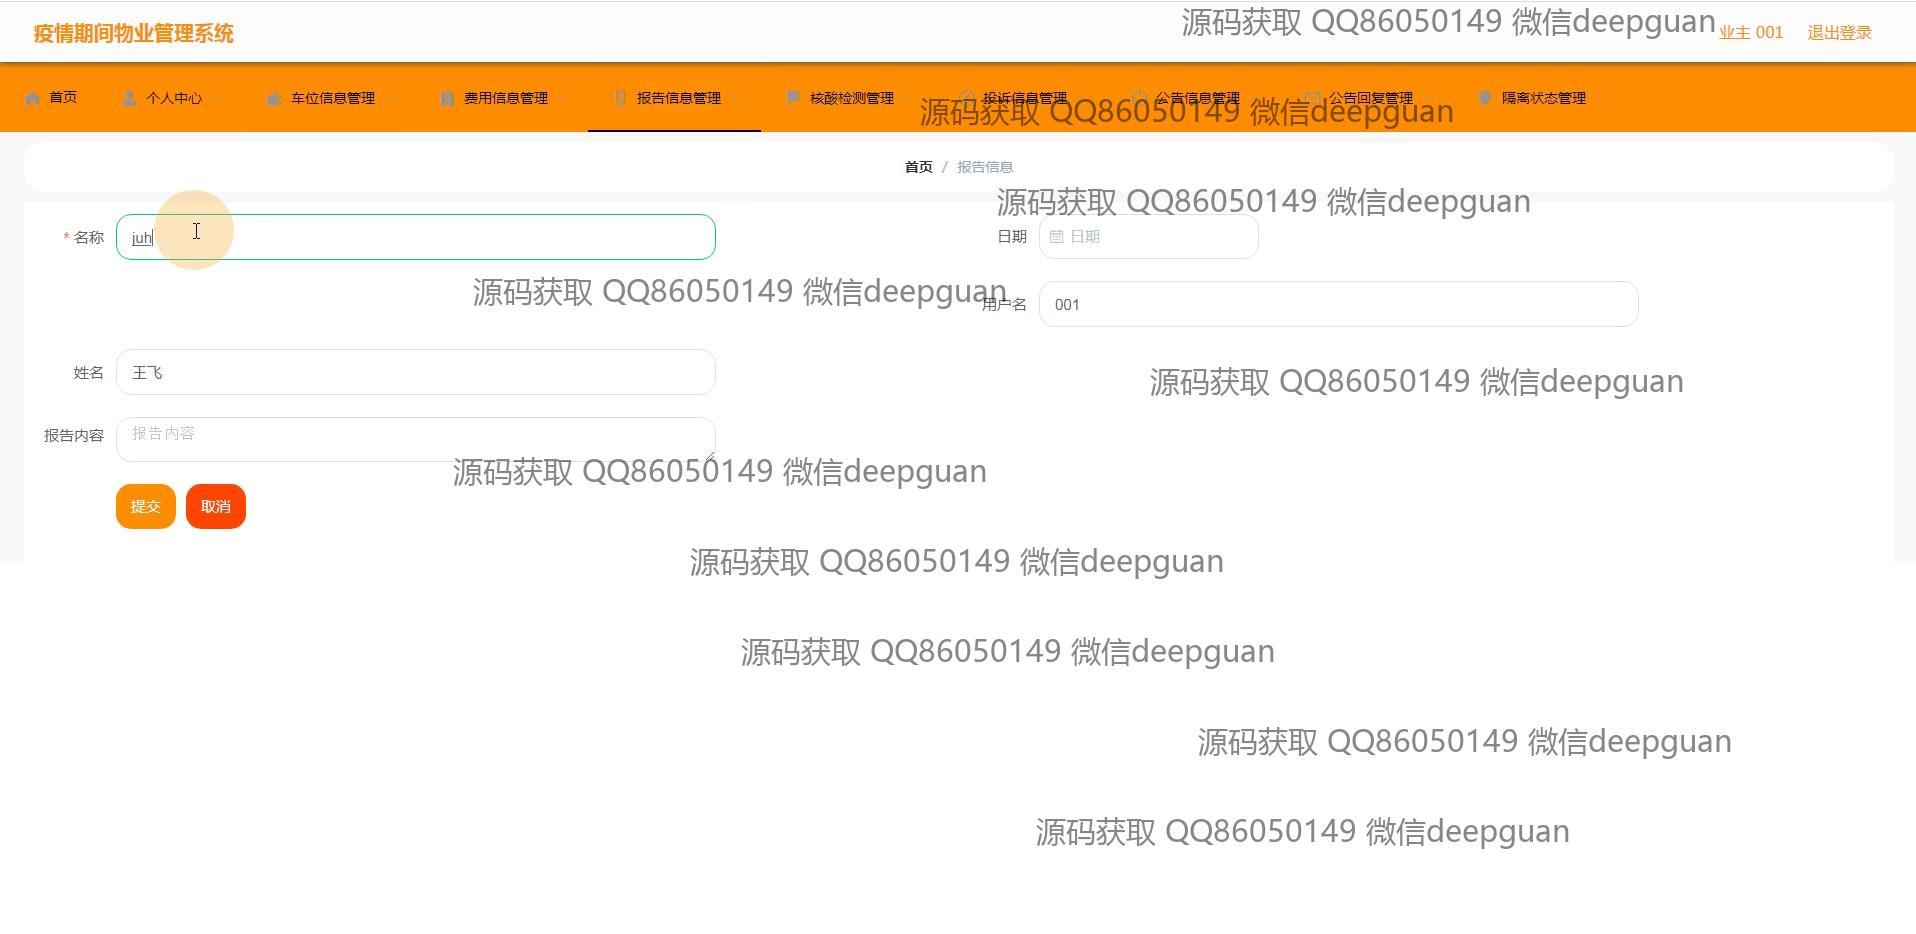 疫情期间物业管理系统
源码获取 QQ86050149 微信deepguan
业主 001
退出登录
首页
个人中心
车位信息管理
费用信息管理
报告信息管理
核酸检测管理
投诉信息管理
公告信息管理
公告回复管理
隔离状态管理
源码获取 QQ86050149 微信deepguan
首页 / 报告信息
源码获取 QQ86050149 微信deepguan
* 名称
juh
日期
日期
源码获取 QQ86050149 微信deepguan
用户名
001
姓名
王飞
源码获取 QQ86050149 微信deepguan
报告内容
报告内容
源码获取 QQ86050149 微信deepguan
提交
取消
源码获取 QQ86050149 微信deepguan
源码获取 QQ86050149 微信deepguan
源码获取 QQ86050149 微信deepguan
源码获取 QQ86050149 微信deepguan